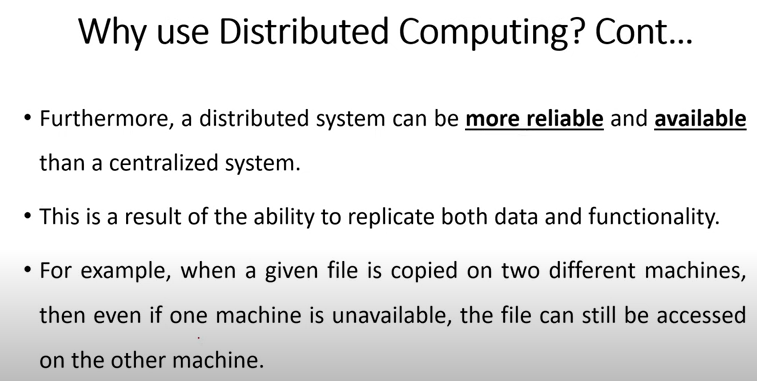 Why use Distributed Computing? Cont...
• Furthermore, a distributed system can be more reliable and available
than a centralized system.
• This is a result of the ability to replicate both data and functionality.
• For example, when a given file is copied on two different machines,
then even if one machine is unavailable, the file can still be accessed
on the other machine.